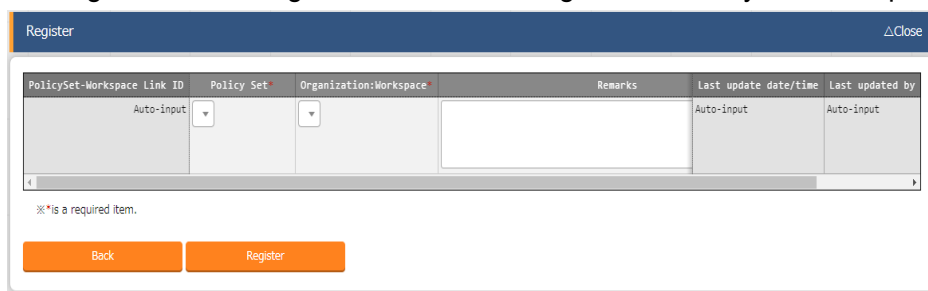 Register △Close
PolicySet-Workspace Link ID Policy Set* Organization:Workspace* Remarks Last update date/time Last updated by
Auto-input Auto-input Auto-input
※*is a required item.
Back Register